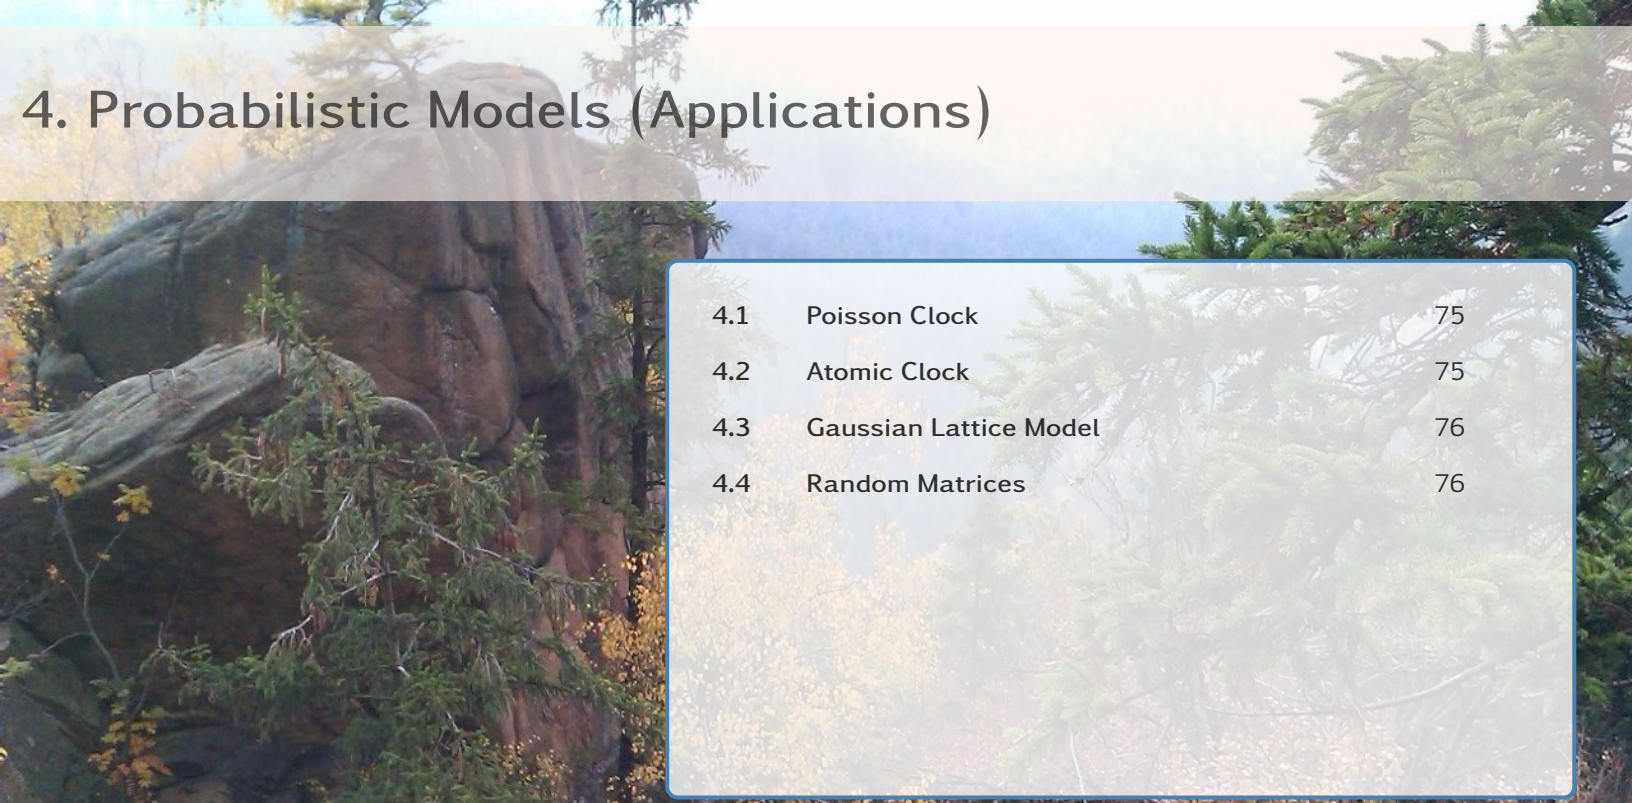 4. Probabilistic Models (Applications)
4.1 Poisson Clock 75
4.2 Atomic Clock 75
4.3 Gaussian Lattice Model 76
4.4 Random Matrices 76